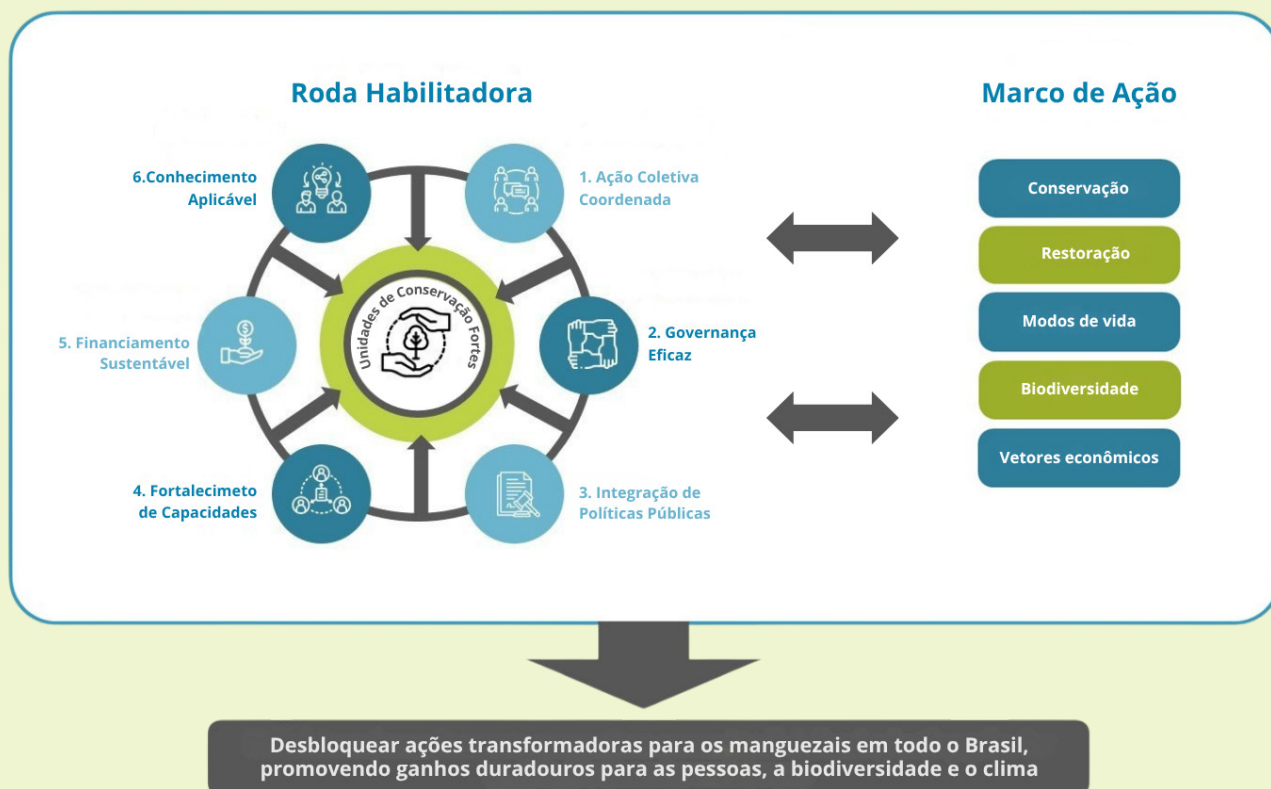 Roda Habilitadora
6.Conhecimento
Aplicável
1. Ação Coletiva
Coordenada
5. Financiamento
Sustentável
Unidades de Conservação Fortes
$
2. Governança
Eficaz
4. Fortalecimeto
de Capacidades
3. Integração de
Políticas Públicas
Marco de Ação
Conservação
Restoração
Modos de vida
Biodiversidade
Vetores econômicos
Desbloquear ações transformadoras para os manguezais em todo o Brasil,
promovendo ganhos duradouros para as pessoas, a biodiversidade e o clima